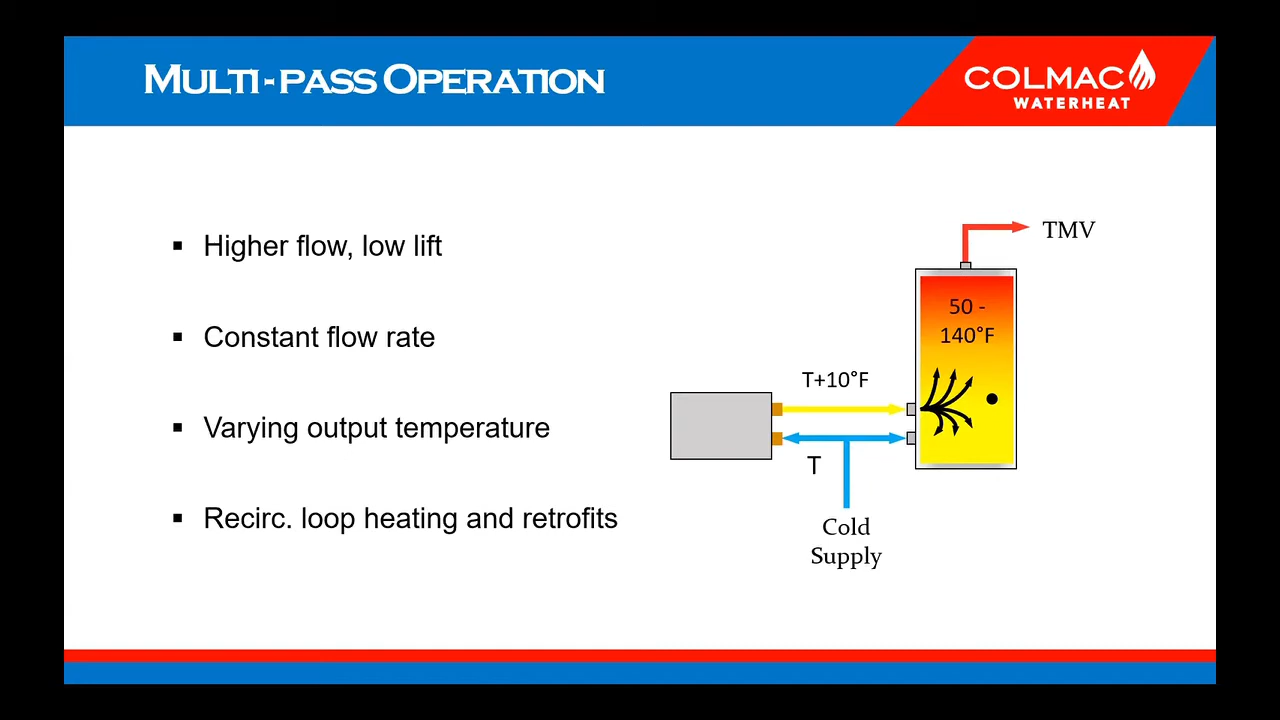 MULTI-PASS OPERATION
COLMAC
WATERHEAT
▪ Higher flow, low lift
▪ Constant flow rate
▪ Varying output temperature
▪ Recirc. loop heating and retrofits
TMV
50 -
140°F
T+10°F
T
Cold
Supply